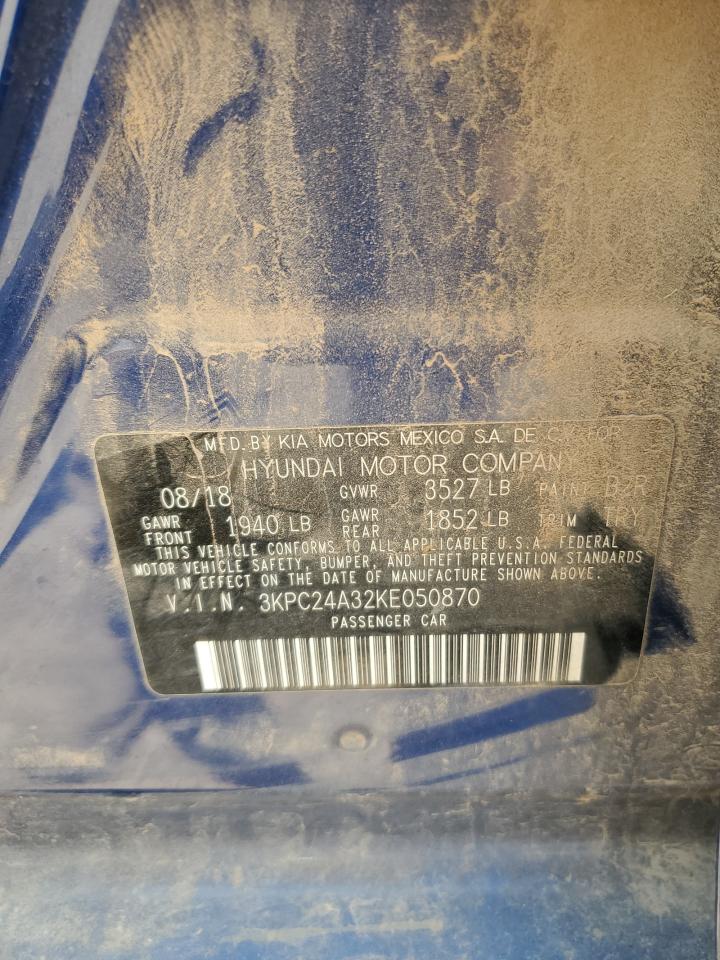 MFD. BY KIA MOTORS MEXICO S.A. DE C.V. FOR
HYUNDAI MOTOR COMPANY
08/18 GVWR 3527 LB PAINT
GAWR FRONT 1940 LB GAWR REAR 1852 LB TRIM TRY
THIS VEHICLE CONFORMS TO ALL APPLICABLE U.S.A. FEDERAL
MOTOR VEHICLE SAFETY, BUMPER, AND THEFT PREVENTION STANDARDS
IN EFFECT ON THE DATE OF MANUFACTURE SHOWN ABOVE.
V.I.N. 3KPC24A32KE050870
PASSENGER CAR